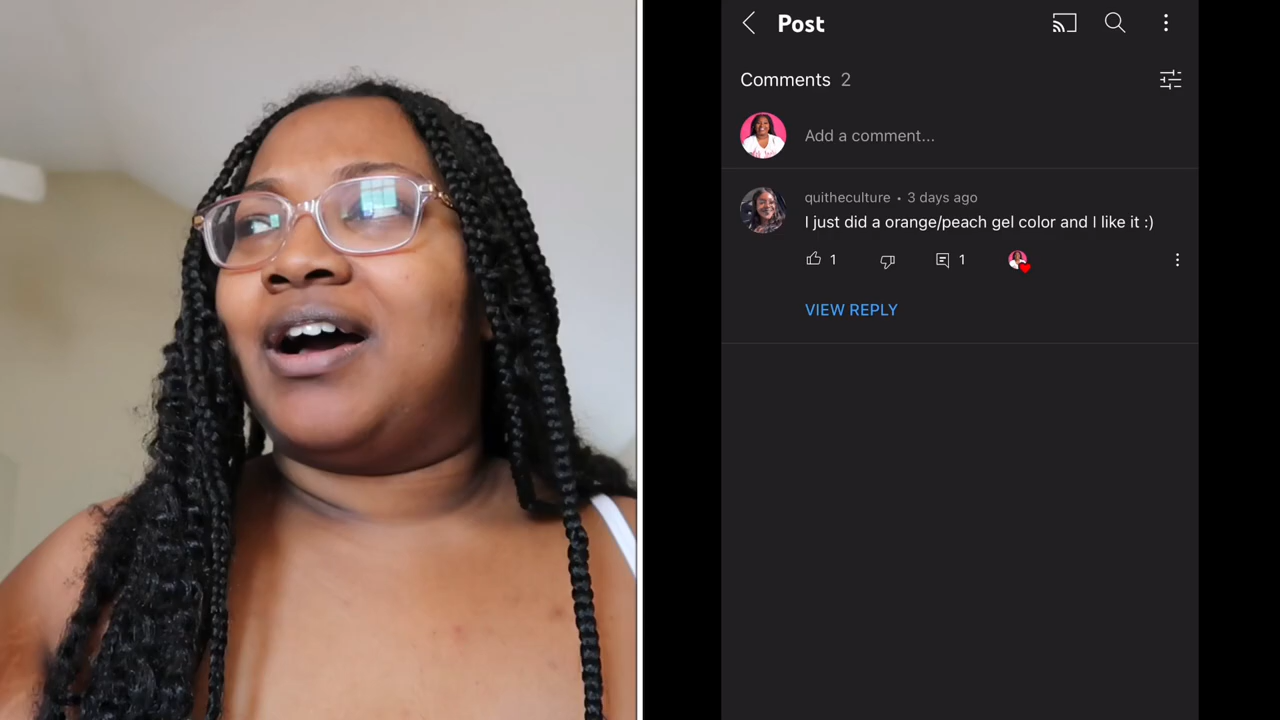 Post
Comments 2
Add a comment...
quitheculture • 3 days ago
I just did a orange/peach gel color and I like it :)
1 1
VIEW REPLY